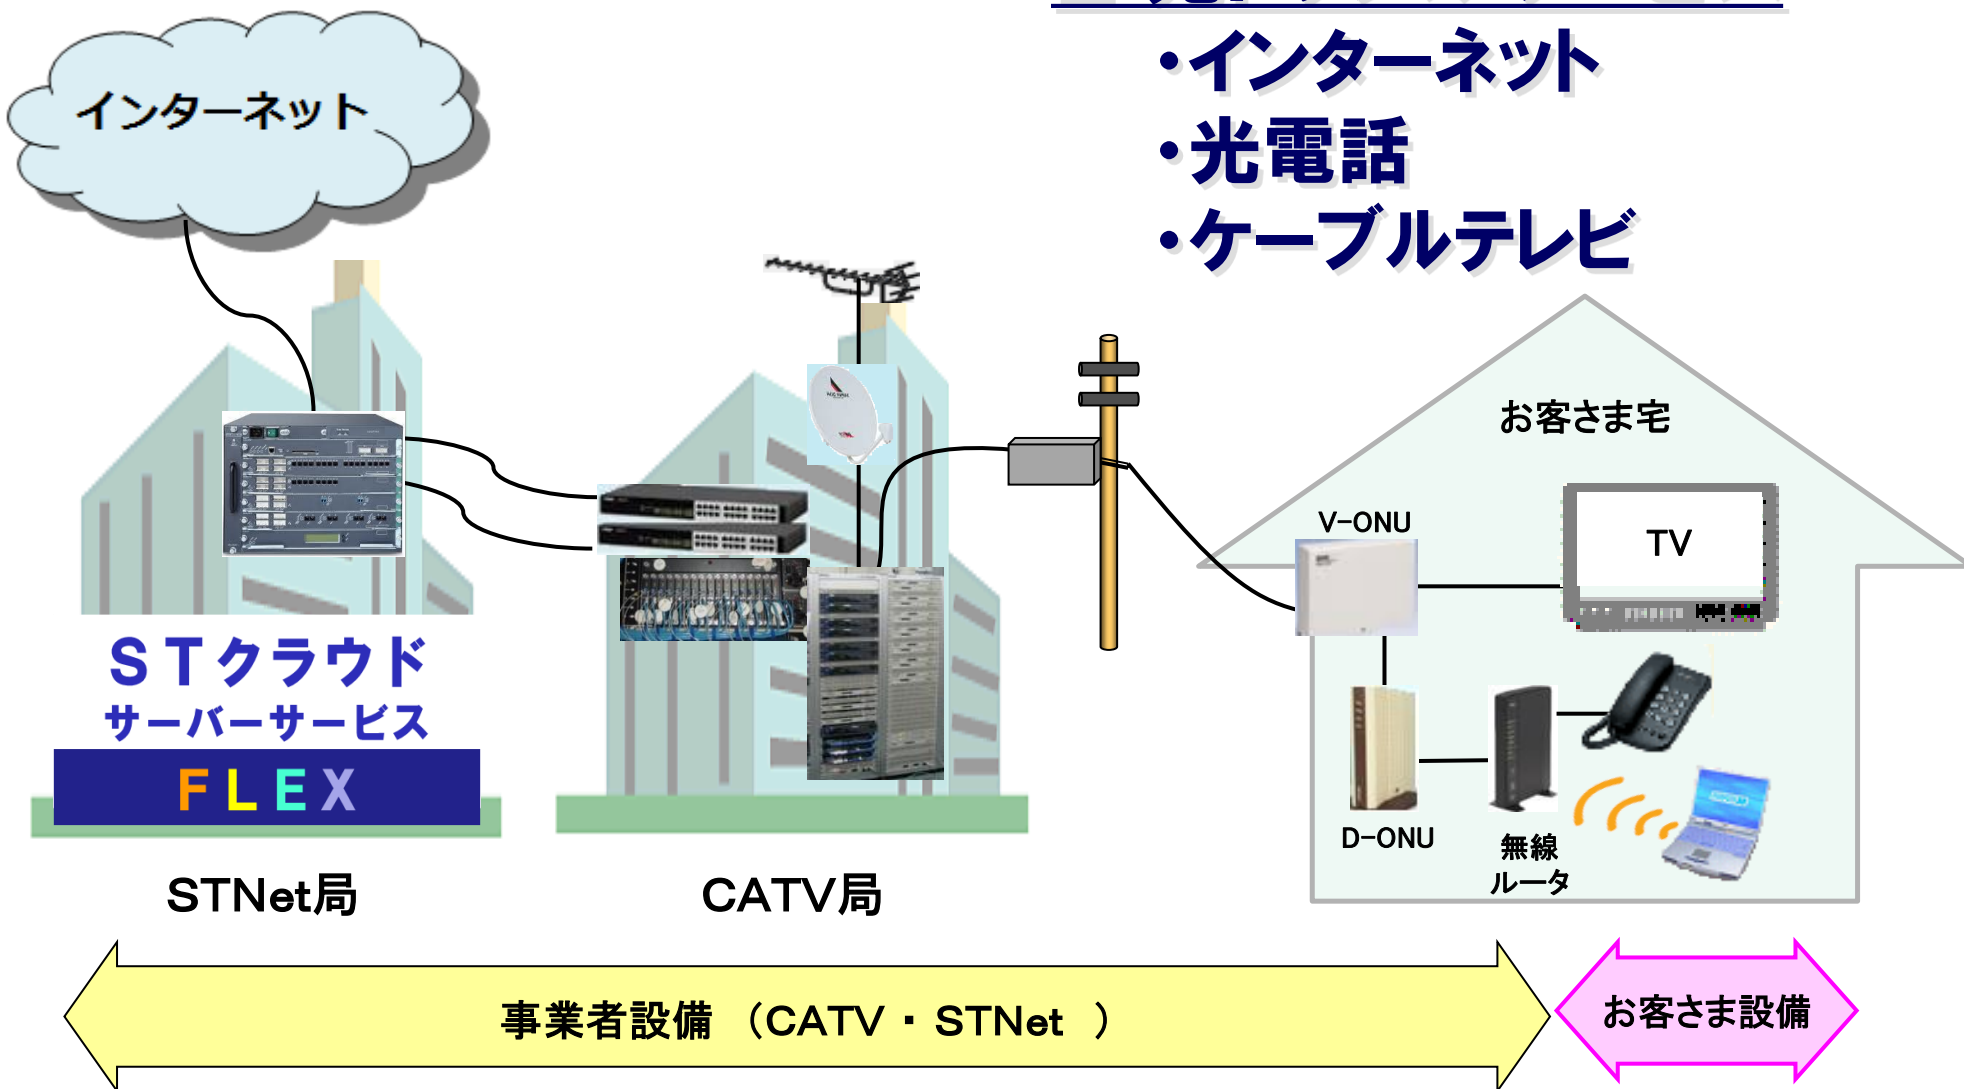 ・インターネット
・光電話
・ケーブルテレビ
インターネット
お客さま宅
V-ONU
TV
STクラウド
サーバーサービス
FLEX
D-ONU
無線
ルータ
STNet局
CATV局
事業者設備 （CATV・STNet ）
お客さま設備